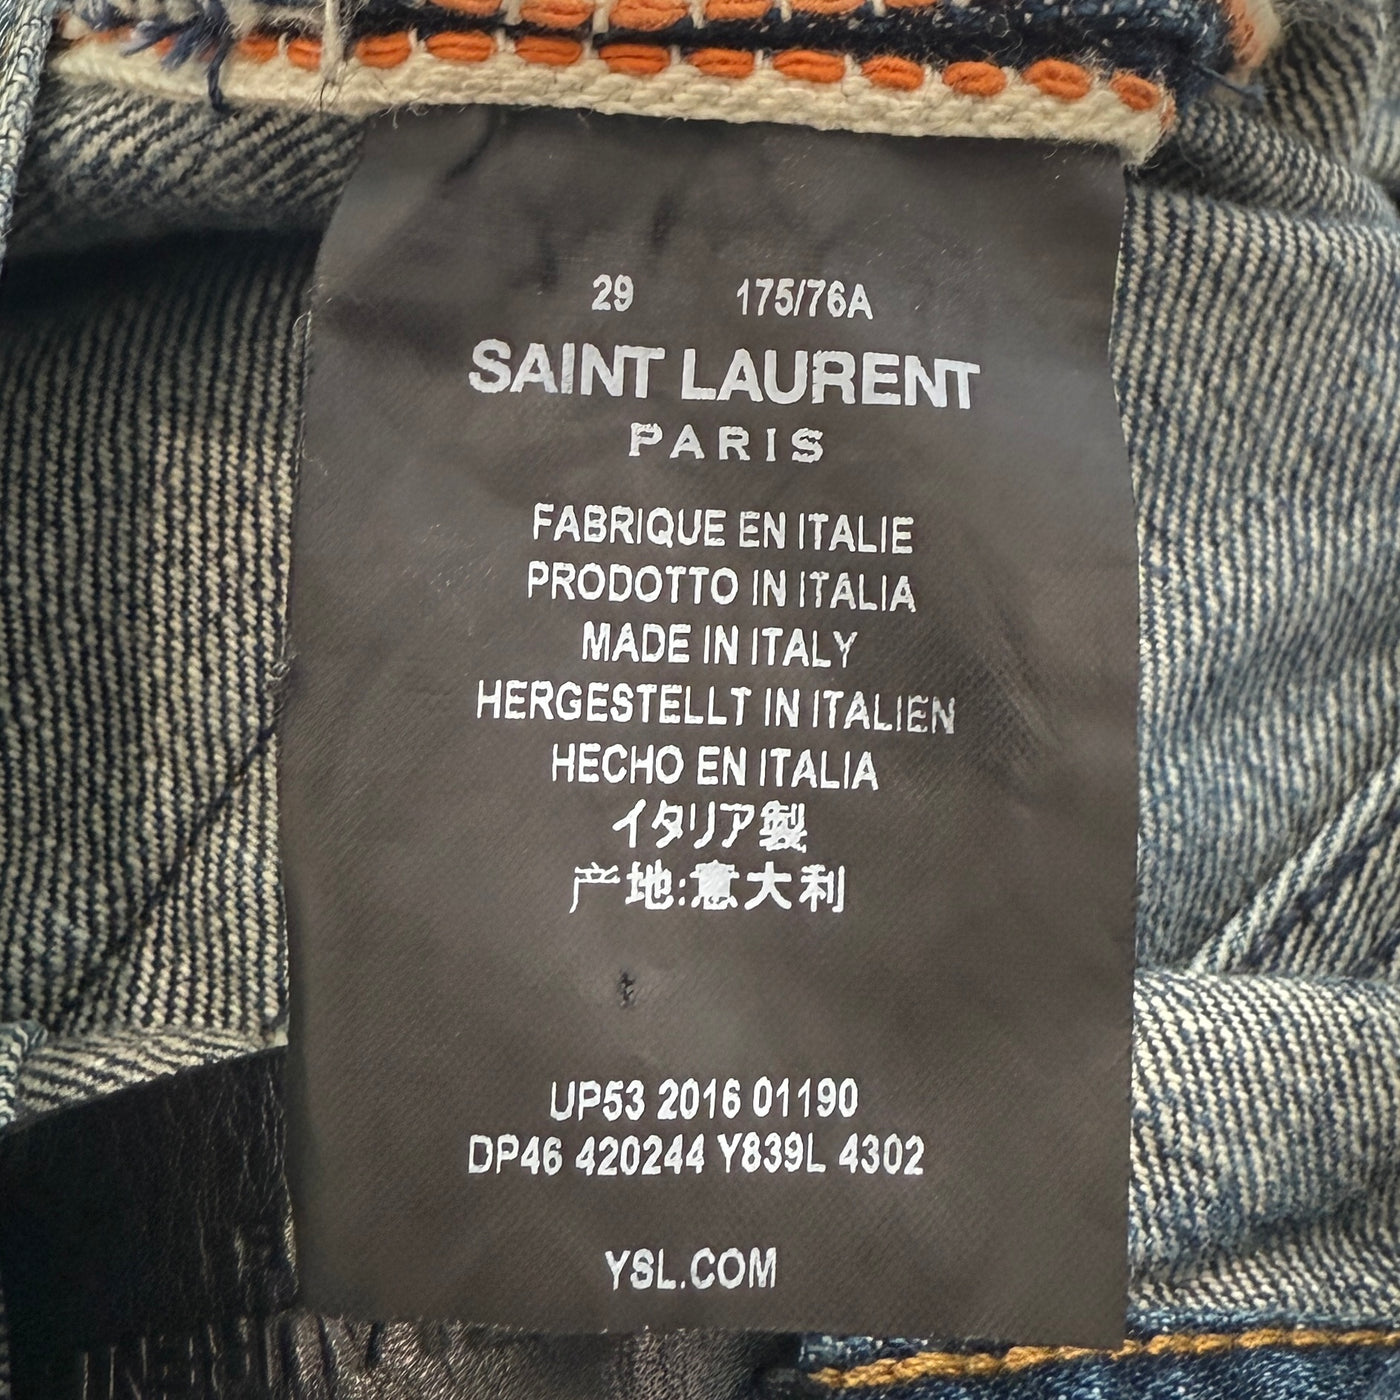 29 175/76A
SAINT LAURENT
PARIS
FABRIQUE EN ITALIE
PRODOTTO IN ITALIA
MADE IN ITALY
HERGESTELLT IN ITALIEN
HECHO EN ITALIA
イタリア製
产地:意大利
UP53 2016 01190
DP46 420244 Y839L 4302
YSL.COM